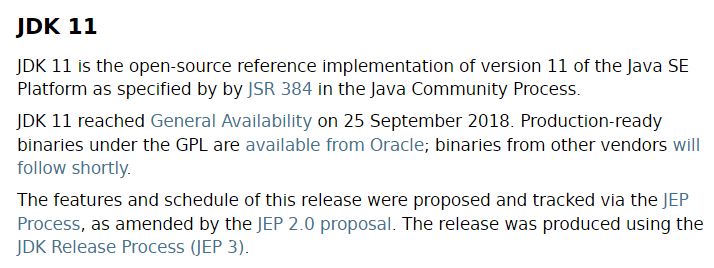 JDK 11
JDK 11 is the open-source reference implementation of version 11 of the Java SE
Platform as specified by by JSR 384 in the Java Community Process.
JDK 11 reached General Availability on 25 September 2018. Production-ready
binaries under the GPL are available from Oracle; binaries from other vendors will
follow shortly.
The features and schedule of this release were proposed and tracked via the JEP
Process, as amended by the JEP 2.0 proposal. The release was produced using the
JDK Release Process (JEP 3).